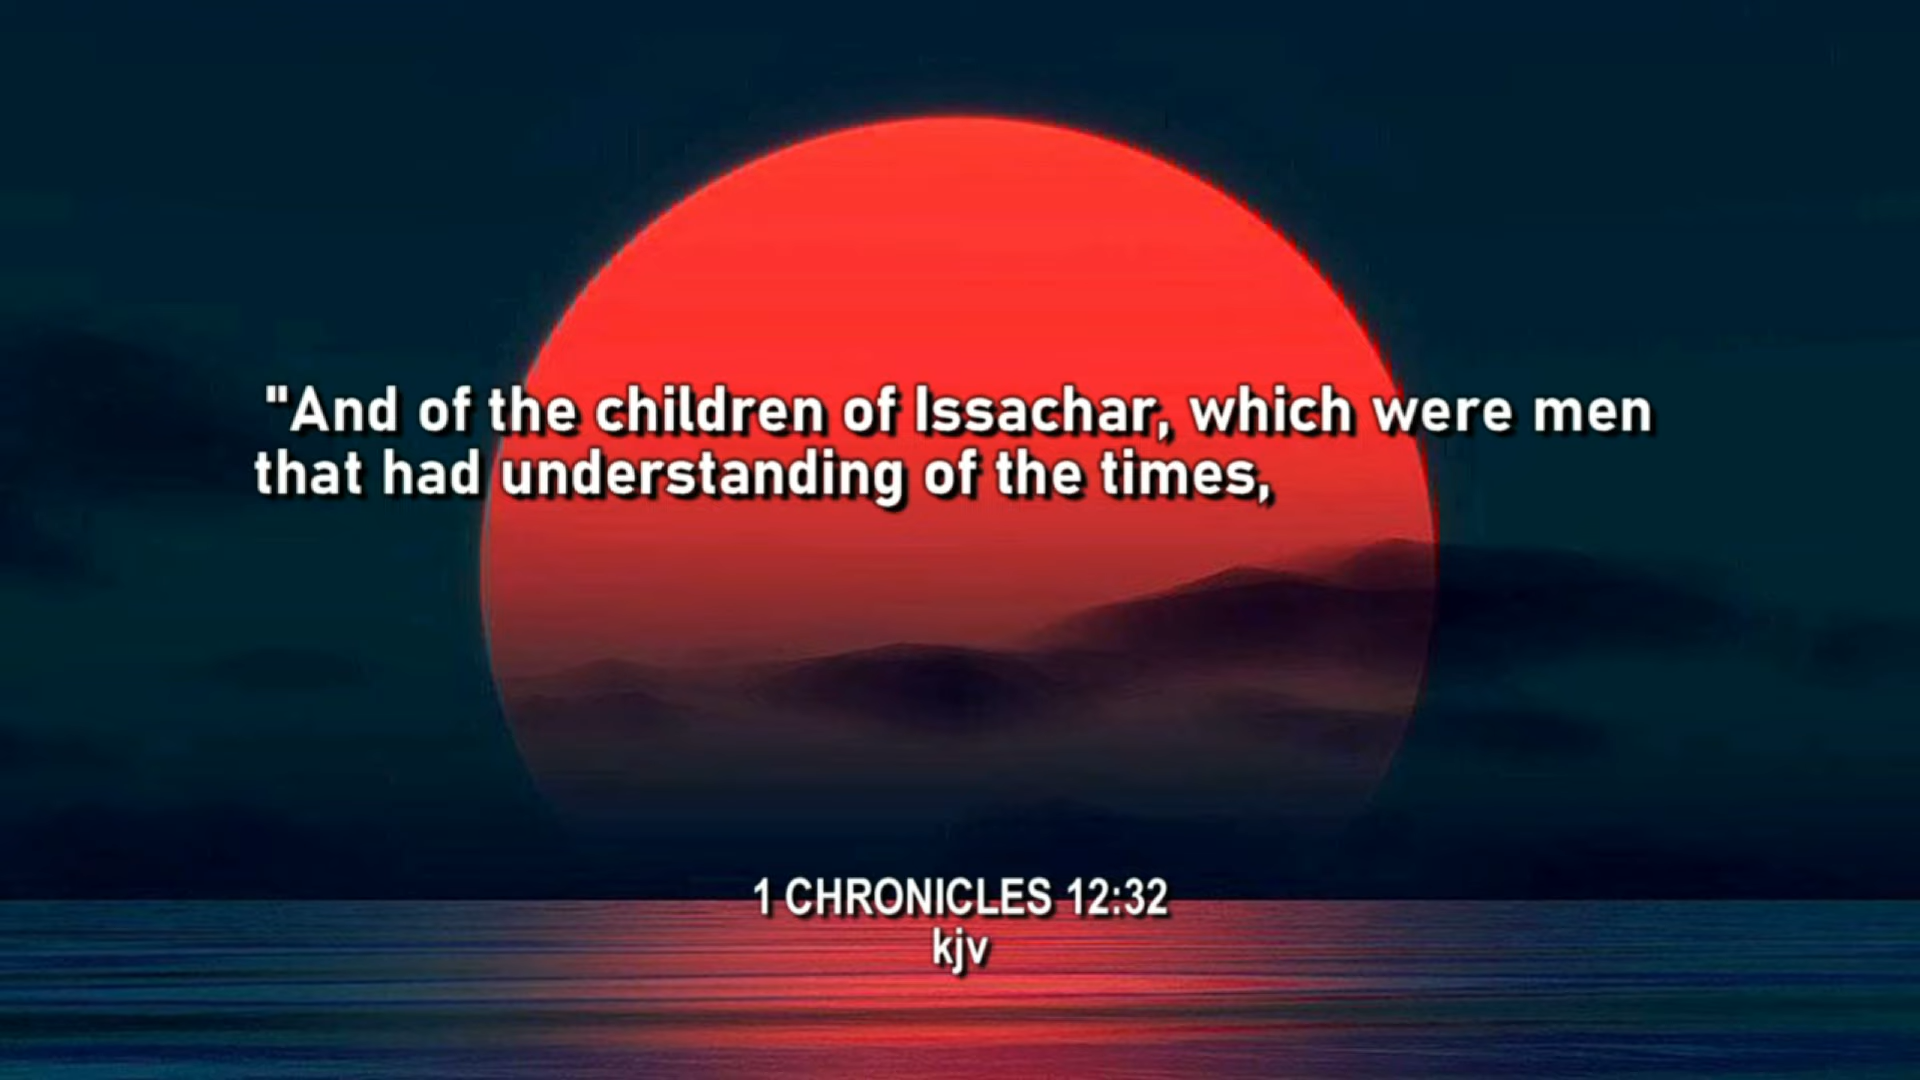 "And of the children of Issachar, which were men
that had understanding of the times,
1 CHRONICLES 12:32
kjv